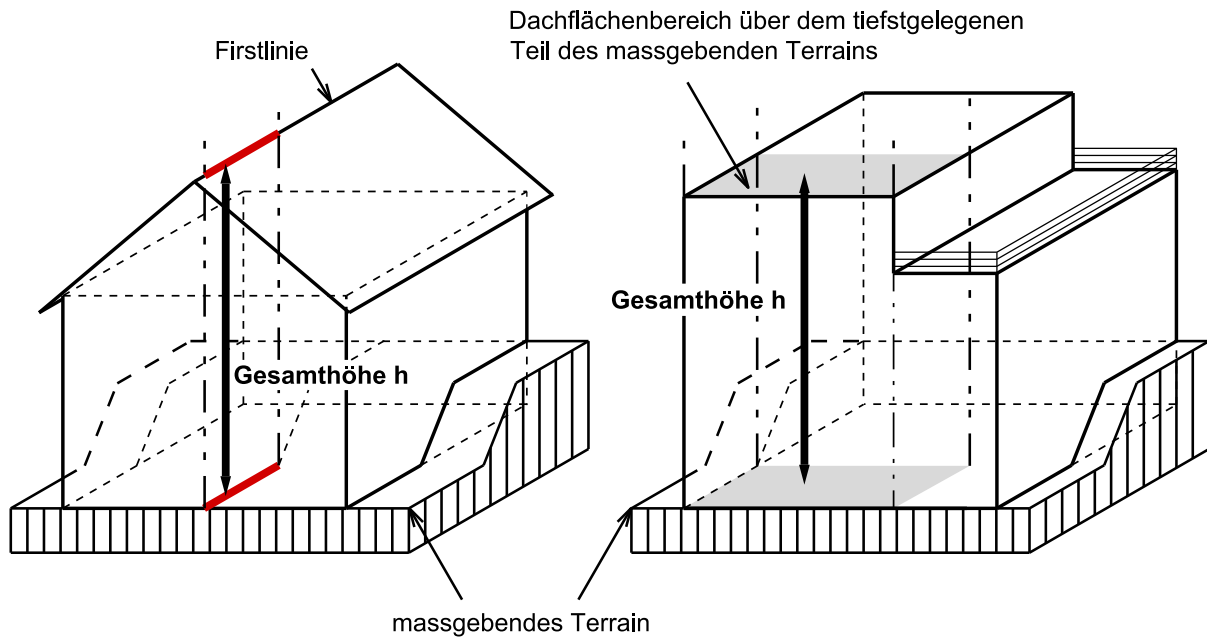 Dachflächenbereich über dem tiefstgelegenen
Teil des massgebenden Terrains
Firstlinie
Gesamthöhe h
Gesamthöhe h
massgebendes Terrain